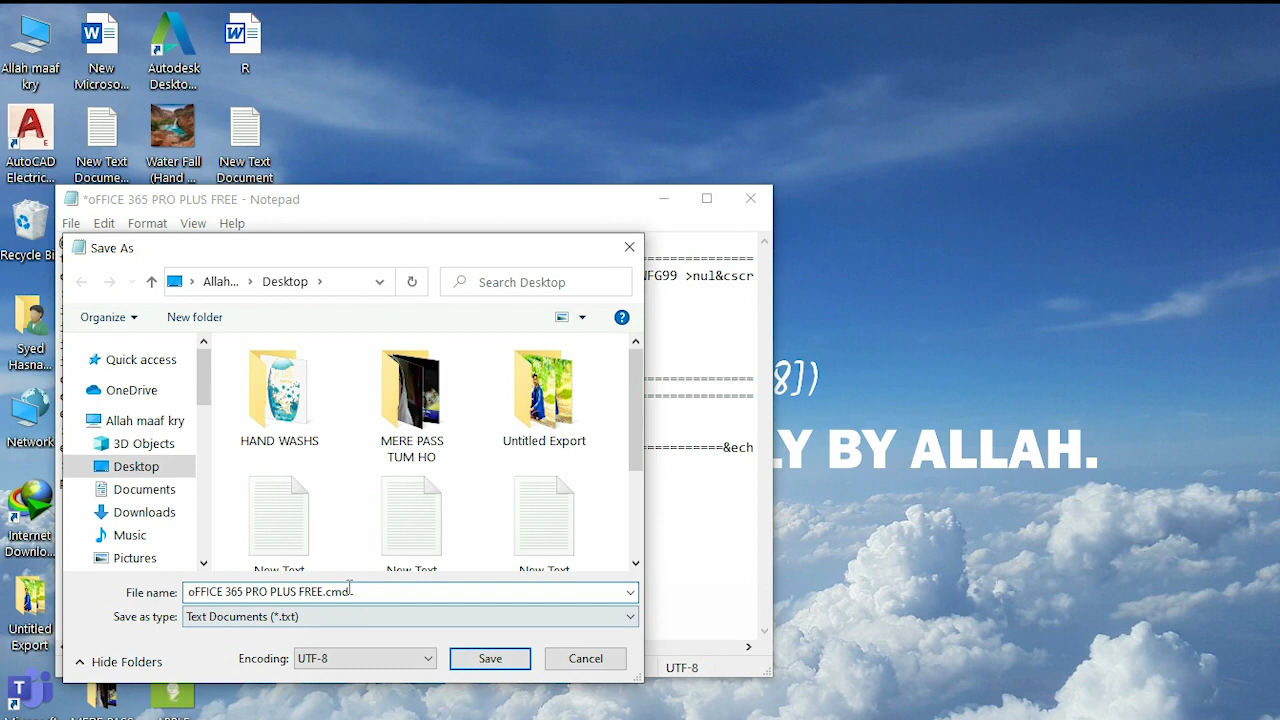 Allah maaf
kry
New
Microso...
Autodesk
Deskto...
R
AutoCAD
Electric...
New Text
Docume...
Water Fall
(Hand ...
New Text
Document
Recycle Bi
Syed
Hasna...
Network
Internet
Downlo...
Untitled
Export
*oFFICE 365 PRO PLUS FREE - Notepad
File Edit Format View Help
Save As
Allah... > Desktop >
Search Desktop
Organize
New folder
Quick access
OneDrive
Allah maaf kry
3D Objects
Desktop
Documents
Downloads
Music
Pictures
HAND WASHS
MERE PASS
TUM HO
Untitled Export
New Text
New Text
New Text
File name: oFFICE 365 PRO PLUS FREE.cmd
Save as type: Text Documents (*.txt)
Hide Folders
Encoding: UTF-8
Save
Cancel
FG99 >nul&cscr
=======&ech
UTF-8
8])
LY BY ALLAH.